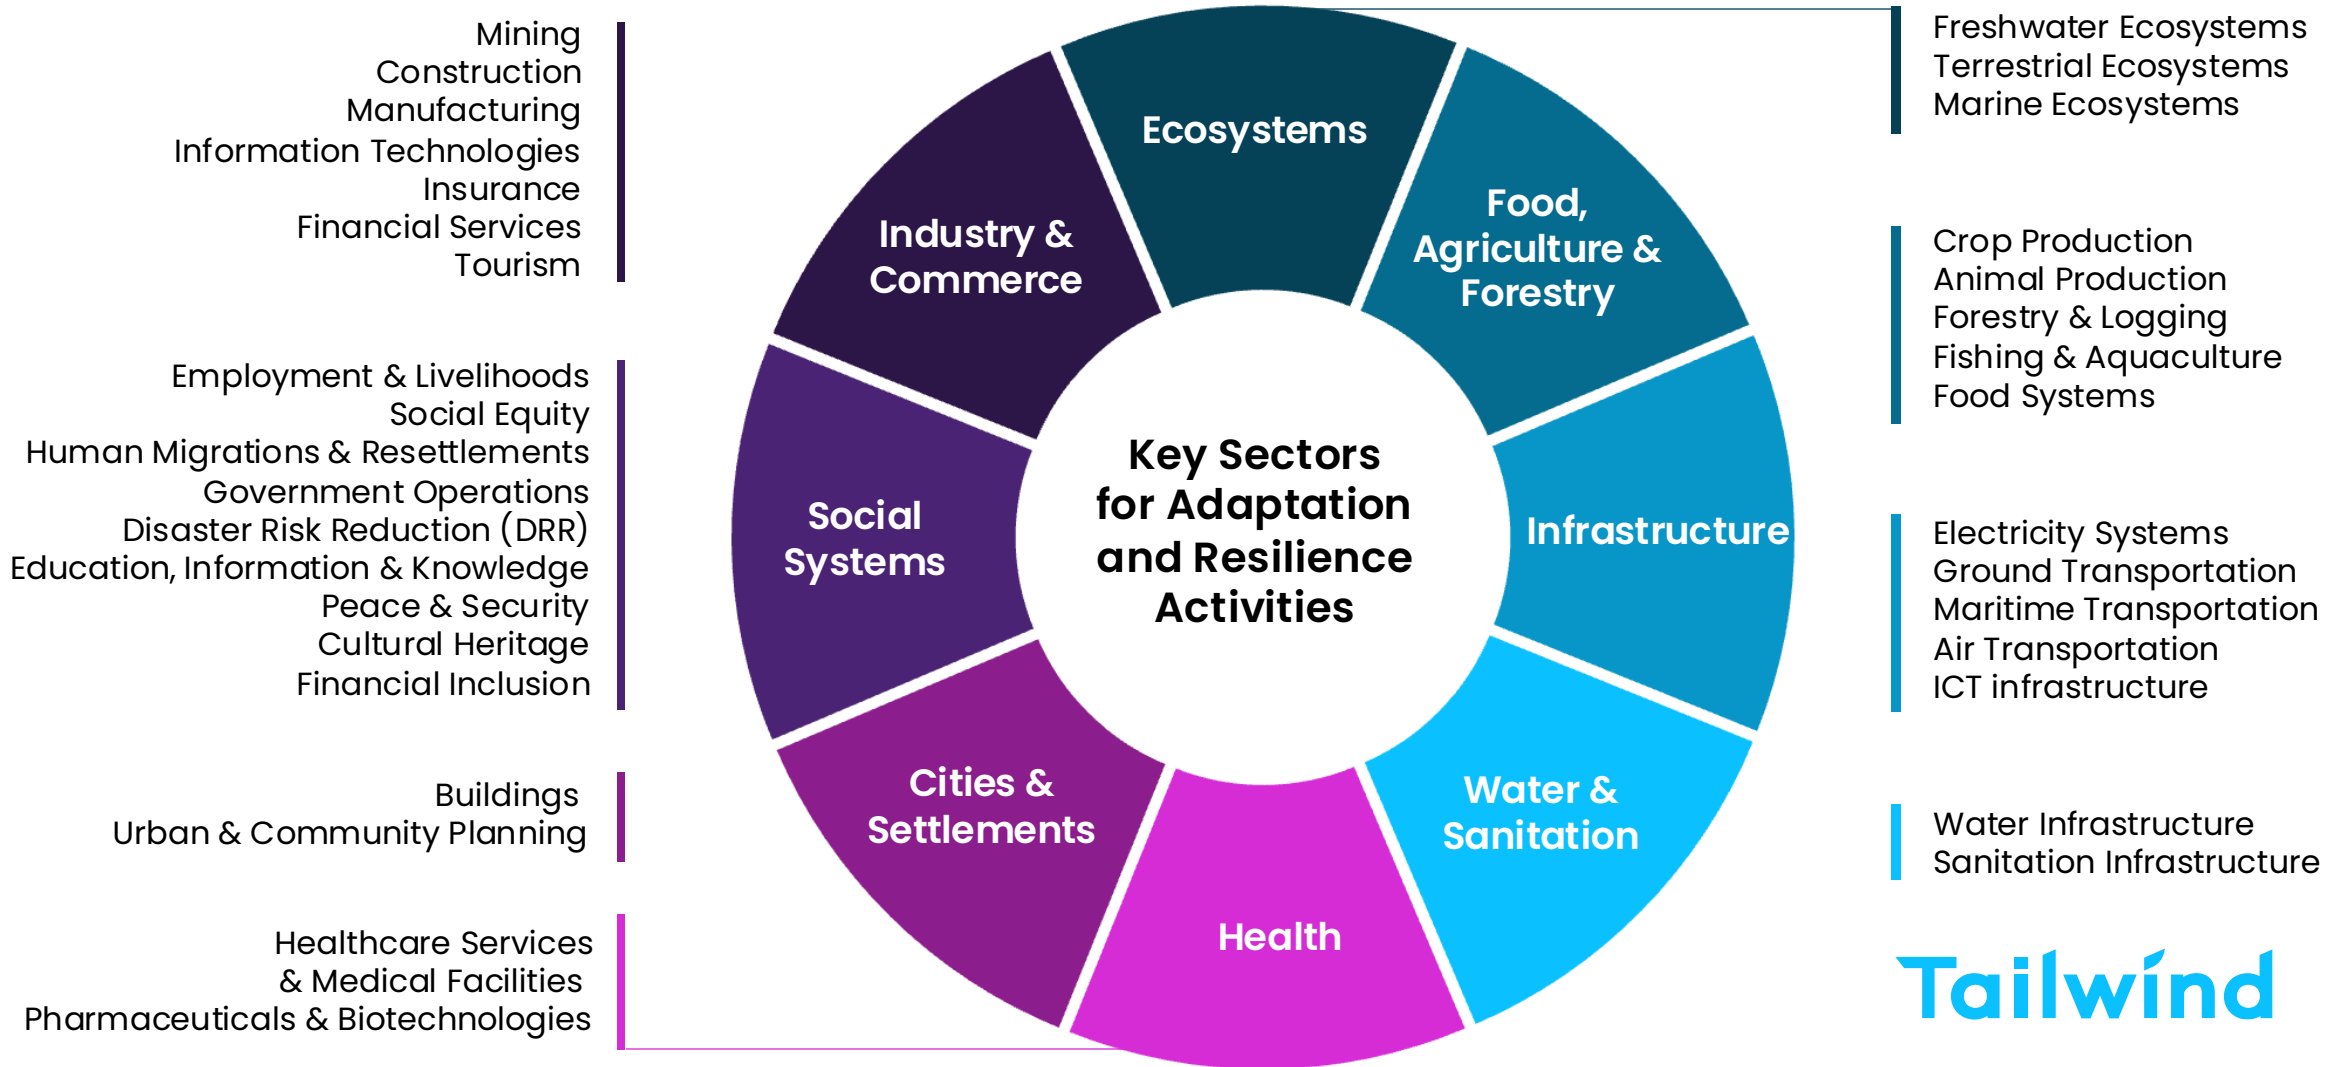 Mining
Construction
Manufacturing
Information Technologies
Insurance
Financial Services
Tourism
Employment & Livelihoods
Social Equity
Human Migrations & Resettlements
Government Operations
Disaster Risk Reduction (DRR)
Education, Information & Knowledge
Peace & Security
Cultural Heritage
Financial Inclusion
Buildings
Urban & Community Planning
Healthcare Services
& Medical Facilities
Pharmaceuticals & Biotechnologies
Ecosystems
Food,
Agriculture &
Forestry
Infrastructure
Water &
Sanitation
Health
Cities &
Settlements
Social
Systems
Industry &
Commerce
Key Sectors
for Adaptation
and Resilience
Activities
Freshwater Ecosystems
Terrestrial Ecosystems
Marine Ecosystems
Crop Production
Animal Production
Forestry & Logging
Fishing & Aquaculture
Food Systems
Electricity Systems
Ground Transportation
Maritime Transportation
Air Transportation
ICT infrastructure
Water Infrastructure
Sanitation Infrastructure
Tailwind